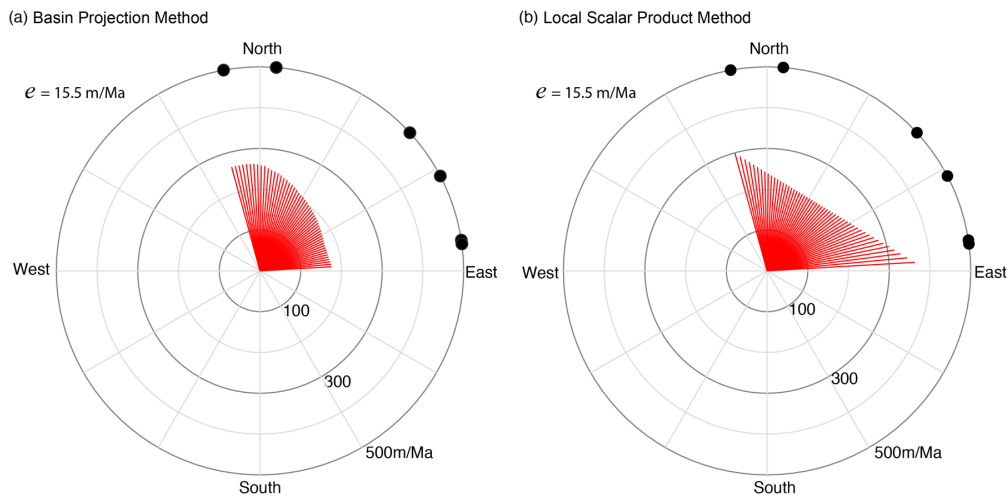 (a) Basin Projection Method
(b) Local Scalar Product Method
North
North
e = 15.5 m/Ma
e = 15.5 m/Ma
West
East
West
East
100
100
300
300
500m/Ma
500m/Ma
South
South